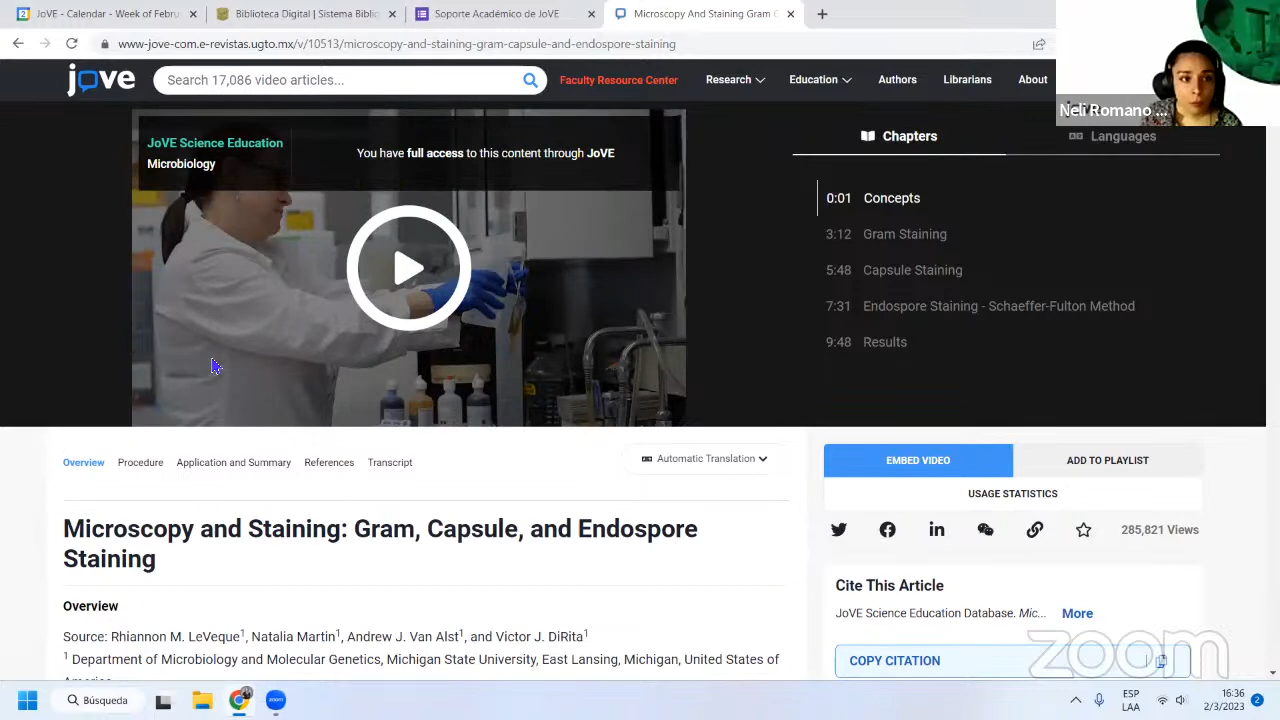 JoVE - Calendar - Week of Febru
Biblioteca Digital | Sistema Biblio
Soporte Académico de JoVE
Microscopy And Staining Gram C
www-jove-com.e-revistas.ugto.mx/v/10513/microscopy-and-staining-gram-capsule-and-endospore-staining
jove
Search 17,086 video articles...
Faculty Resource Center
Research
Education
Authors
Librarians
About
Neli Romano ...
JoVE Science Education
Microbiology
You have full access to this content through JoVE
Chapters
Languages
0:01 Concepts
3:12 Gram Staining
5:48 Capsule Staining
7:31 Endospore Staining - Schaeffer-Fulton Method
9:48 Results
Overview
Procedure
Application and Summary
References
Transcript
Automatic Translation
EMBED VIDEO
ADD TO PLAYLIST
USAGE STATISTICS
285,821 Views
Microscopy and Staining: Gram, Capsule, and Endospore
Staining
Overview
Source: Rhiannon M. LeVeque1, Natalia Martin1, Andrew J. Van Alst1, and Victor J. DiRita1
1 Department of Microbiology and Molecular Genetics, Michigan State University, East Lansing, Michigan, United States of
Cite This Article
JoVE Science Education Database. Mic...
More
COPY CITATION
zoom
Búsqueda
zoom
ESP
LAA
16:36
2/3/2023
2